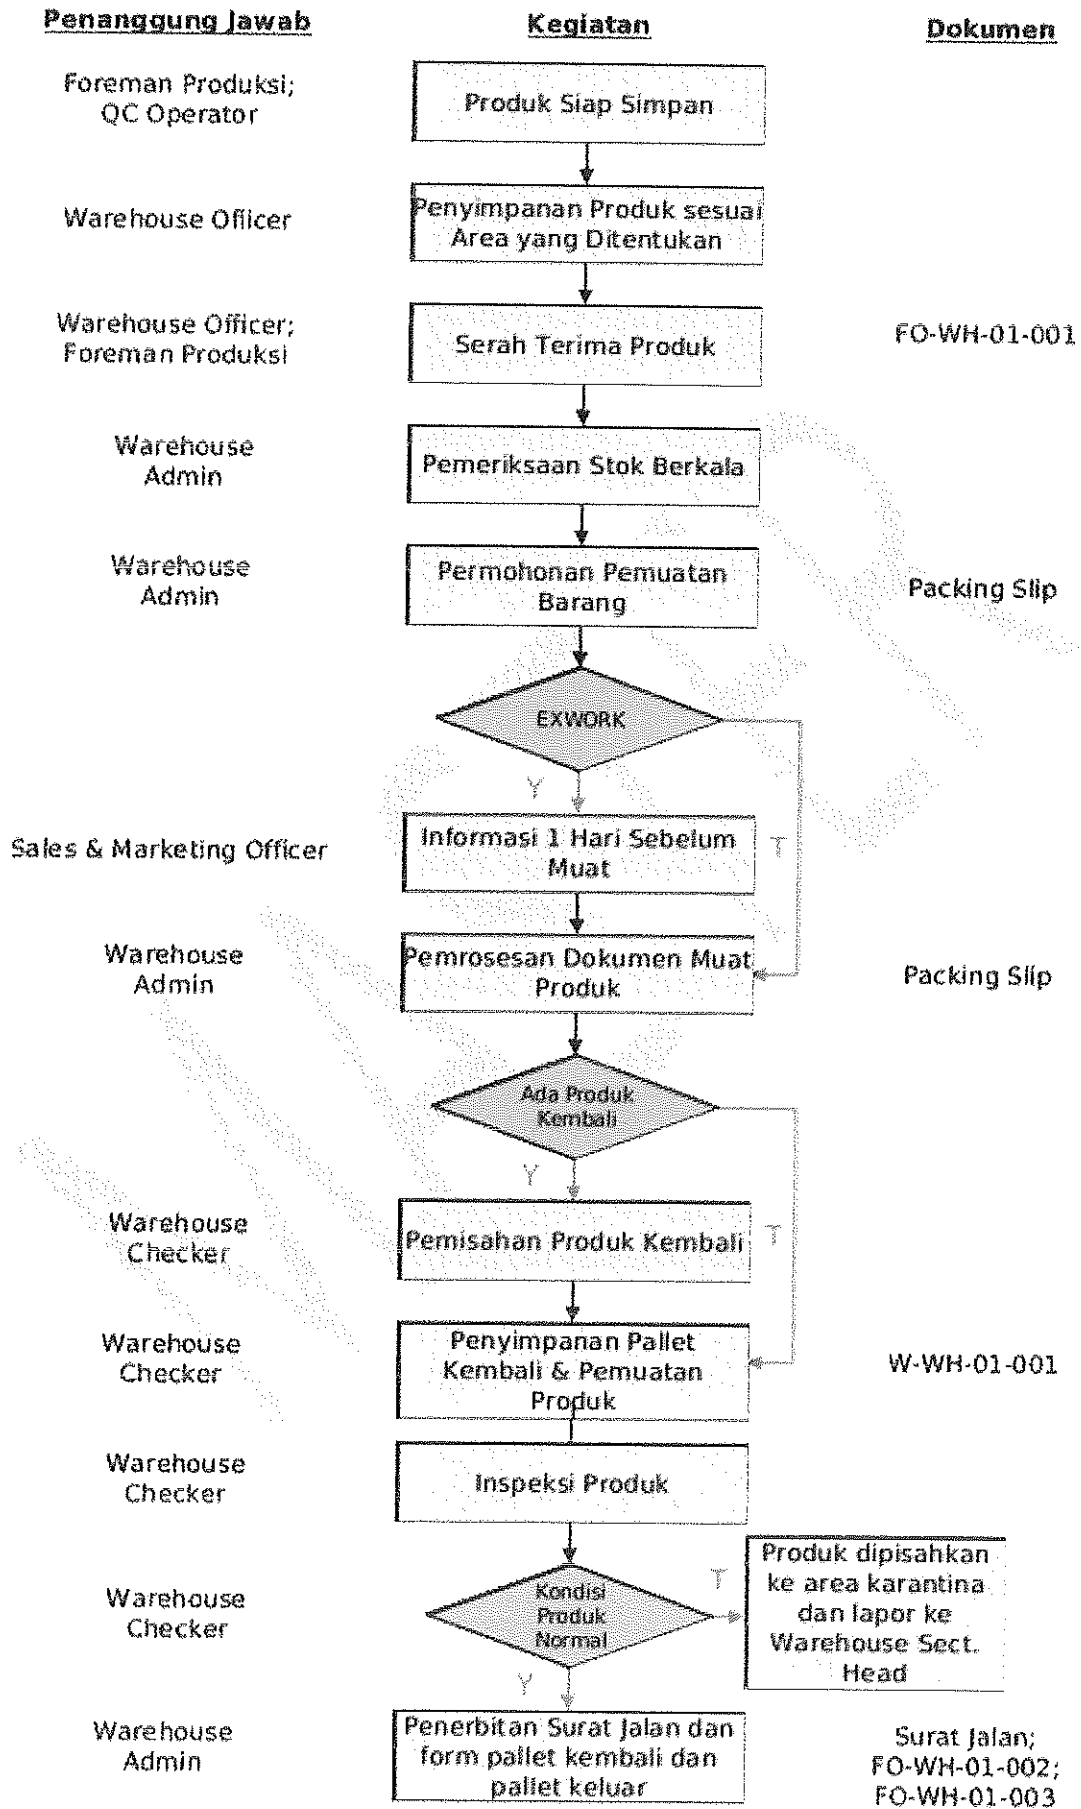 Penanggung Jawab
Kegiatan
Dokumen
Foreman Produksi;
QC Operator
Produk Siap Simpan
Warehouse Officer
Penyimpanan Produk sesuai
Area yang Ditentukan
Warehouse Officer;
Foreman Produksi
Serah Terima Produk
FO-WH-01-001
Warehouse
Admin
Pemeriksaan Stok Berkala
Warehouse
Admin
Permohonan Pemuatan
Barang
Packing Slip
EXWORK
Y
T
Sales & Marketing Officer
Informasi 1 Hari Sebelum
Muat
Warehouse
Admin
Pemrosesan Dokumen Muat
Produk
Packing Slip
Ada Produk
Kembali
Y
T
Warehouse
Checker
Pemisahan Produk Kembali
Warehouse
Checker
Penyimpanan Pallet
Kembali & Pemuatan
Produk
W-WH-01-001
Warehouse
Checker
Inspeksi Produk
Warehouse
Checker
Kondisi
Produk
Normal
T
Y
Produk dipisahkan
ke area karantina
dan lapor ke
Warehouse Sect.
Head
Warehouse
Admin
Penerbitan Surat Jalan dan
form pallet kembali dan
pallet keluar
Surat Jalan;
FO-WH-01-002;
FO-WH-01-003